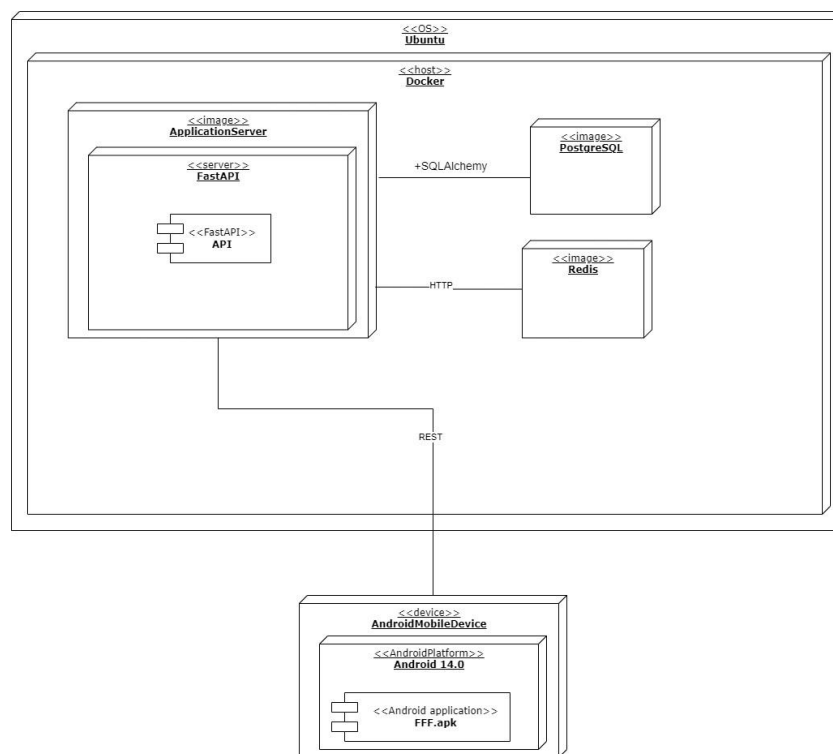 <<OS>>
Ubuntu
<<host>>
Docker
<<image>>
ApplicationServer
<<server>>
FastAPI
<<FastAPI>>
API
+SQLAlchemy
<<image>>
PostgreSQL
HTTP
<<image>>
Redis
REST
<<device>>
AndroidMobileDevice
<<AndroidPlatform>>
Android 14.0
<<Android application>>
FFF.apk